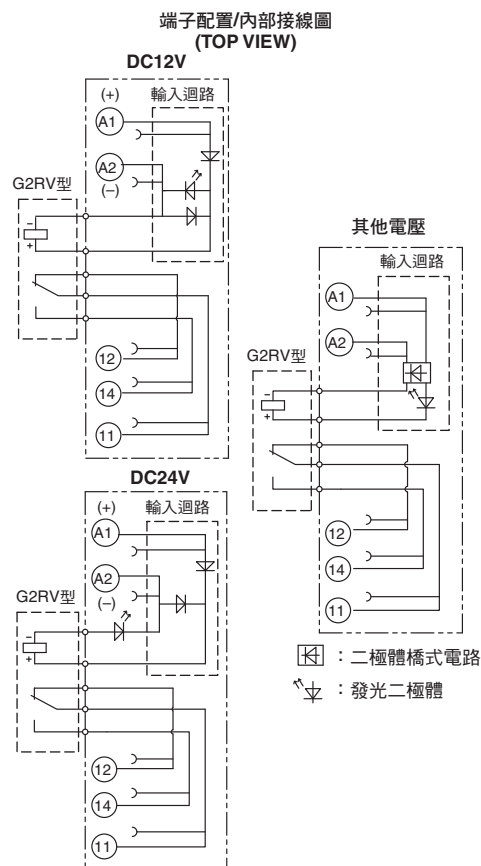 端子配置/內部接線圖
(TOP VIEW)
DC12V
(+)
輸入迴路
A1
A2
(−)
G2RV型
−
+
12
14
11
DC24V
(+)
輸入迴路
A1
A2
(−)
G2RV型
−
+
12
14
11
其他電壓
輸入迴路
A1
A2
G2RV型
−
+
12
14
11
：二極體橋式電路
：發光二極體